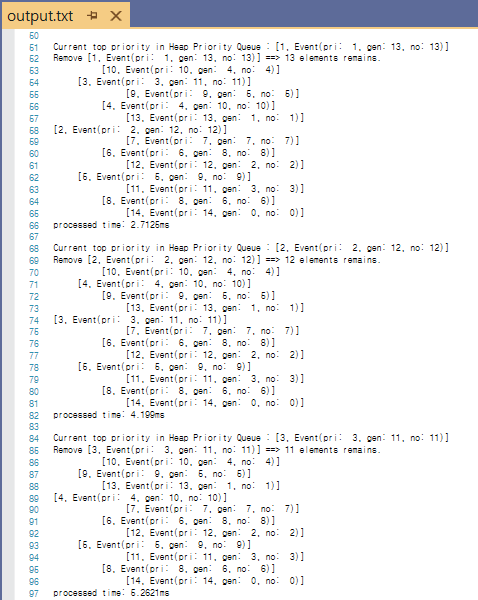 output.txt
50
51 Current top priority in Heap Priority Queue : [1, Event(pri:  1, gen: 13, no: 13)]
52 Remove [1, Event(pri:  1, gen: 13, no: 13)] ==> 13 elements remains.
53         [10, Event(pri: 10, gen:  4, no:  4)]
54     [3, Event(pri:  3, gen: 11, no: 11)]
55             [9, Event(pri:  9, gen:  5, no:  5)]
56         [4, Event(pri:  4, gen: 10, no: 10)]
57             [13, Event(pri: 13, gen:  1, no:  1)]
58 [2, Event(pri:  2, gen: 12, no: 12)]
59             [7, Event(pri:  7, gen:  7, no:  7)]
60         [6, Event(pri:  6, gen:  8, no:  8)]
61             [12, Event(pri: 12, gen:  2, no:  2)]
62     [5, Event(pri:  5, gen:  9, no:  9)]
63             [11, Event(pri: 11, gen:  3, no:  3)]
64         [8, Event(pri:  8, gen:  6, no:  6)]
65             [14, Event(pri: 14, gen:  0, no:  0)]
66 processed time: 2.7125ms
67
68 Current top priority in Heap Priority Queue : [2, Event(pri:  2, gen: 12, no: 12)]
69 Remove [2, Event(pri:  2, gen: 12, no: 12)] ==> 12 elements remains.
70         [10, Event(pri: 10, gen:  4, no:  4)]
71     [4, Event(pri:  4, gen: 10, no: 10)]
72         [9, Event(pri:  9, gen:  5, no:  5)]
73             [13, Event(pri: 13, gen:  1, no:  1)]
74 [3, Event(pri:  3, gen: 11, no: 11)]
75             [7, Event(pri:  7, gen:  7, no:  7)]
76         [6, Event(pri:  6, gen:  8, no:  8)]
77             [12, Event(pri: 12, gen:  2, no:  2)]
78     [5, Event(pri:  5, gen:  9, no:  9)]
79             [11, Event(pri: 11, gen:  3, no:  3)]
80         [8, Event(pri:  8, gen:  6, no:  6)]
81             [14, Event(pri: 14, gen:  0, no:  0)]
82 processed time: 4.199ms
83
84 Current top priority in Heap Priority Queue : [3, Event(pri:  3, gen: 11, no: 11)]
85 Remove [3, Event(pri:  3, gen: 11, no: 11)] ==> 11 elements remains.
86         [10, Event(pri: 10, gen:  4, no:  4)]
87     [9, Event(pri:  9, gen:  5, no:  5)]
88         [13, Event(pri: 13, gen:  1, no:  1)]
89 [4, Event(pri:  4, gen: 10, no: 10)]
90             [7, Event(pri:  7, gen:  7, no:  7)]
91         [6, Event(pri:  6, gen:  8, no:  8)]
92             [12, Event(pri: 12, gen:  2, no:  2)]
93     [5, Event(pri:  5, gen:  9, no:  9)]
94             [11, Event(pri: 11, gen:  3, no:  3)]
95         [8, Event(pri:  8, gen:  6, no:  6)]
96             [14, Event(pri: 14, gen:  0, no:  0)]
97 processed time: 5.2621ms